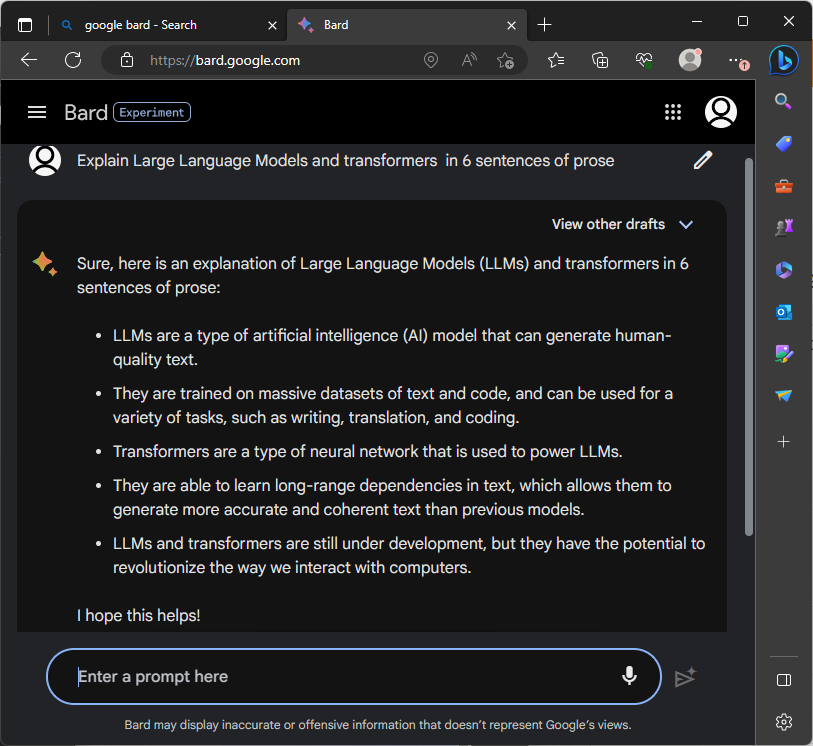 google bard - Search
Bard
https://bard.google.com
Bard Experiment
Explain Large Language Models and transformers  in 6 sentences of prose
View other drafts
Sure, here is an explanation of Large Language Models (LLMs) and transformers in 6
sentences of prose:
• LLMs are a type of artificial intelligence (AI) model that can generate human-
quality text.
• They are trained on massive datasets of text and code, and can be used for a
variety of tasks, such as writing, translation, and coding.
• Transformers are a type of neural network that is used to power LLMs.
• They are able to learn long-range dependencies in text, which allows them to
generate more accurate and coherent text than previous models.
• LLMs and transformers are still under development, but they have the potential to
revolutionize the way we interact with computers.
I hope this helps!
Enter a prompt here
Bard may display inaccurate or offensive information that doesn't represent Google's views.